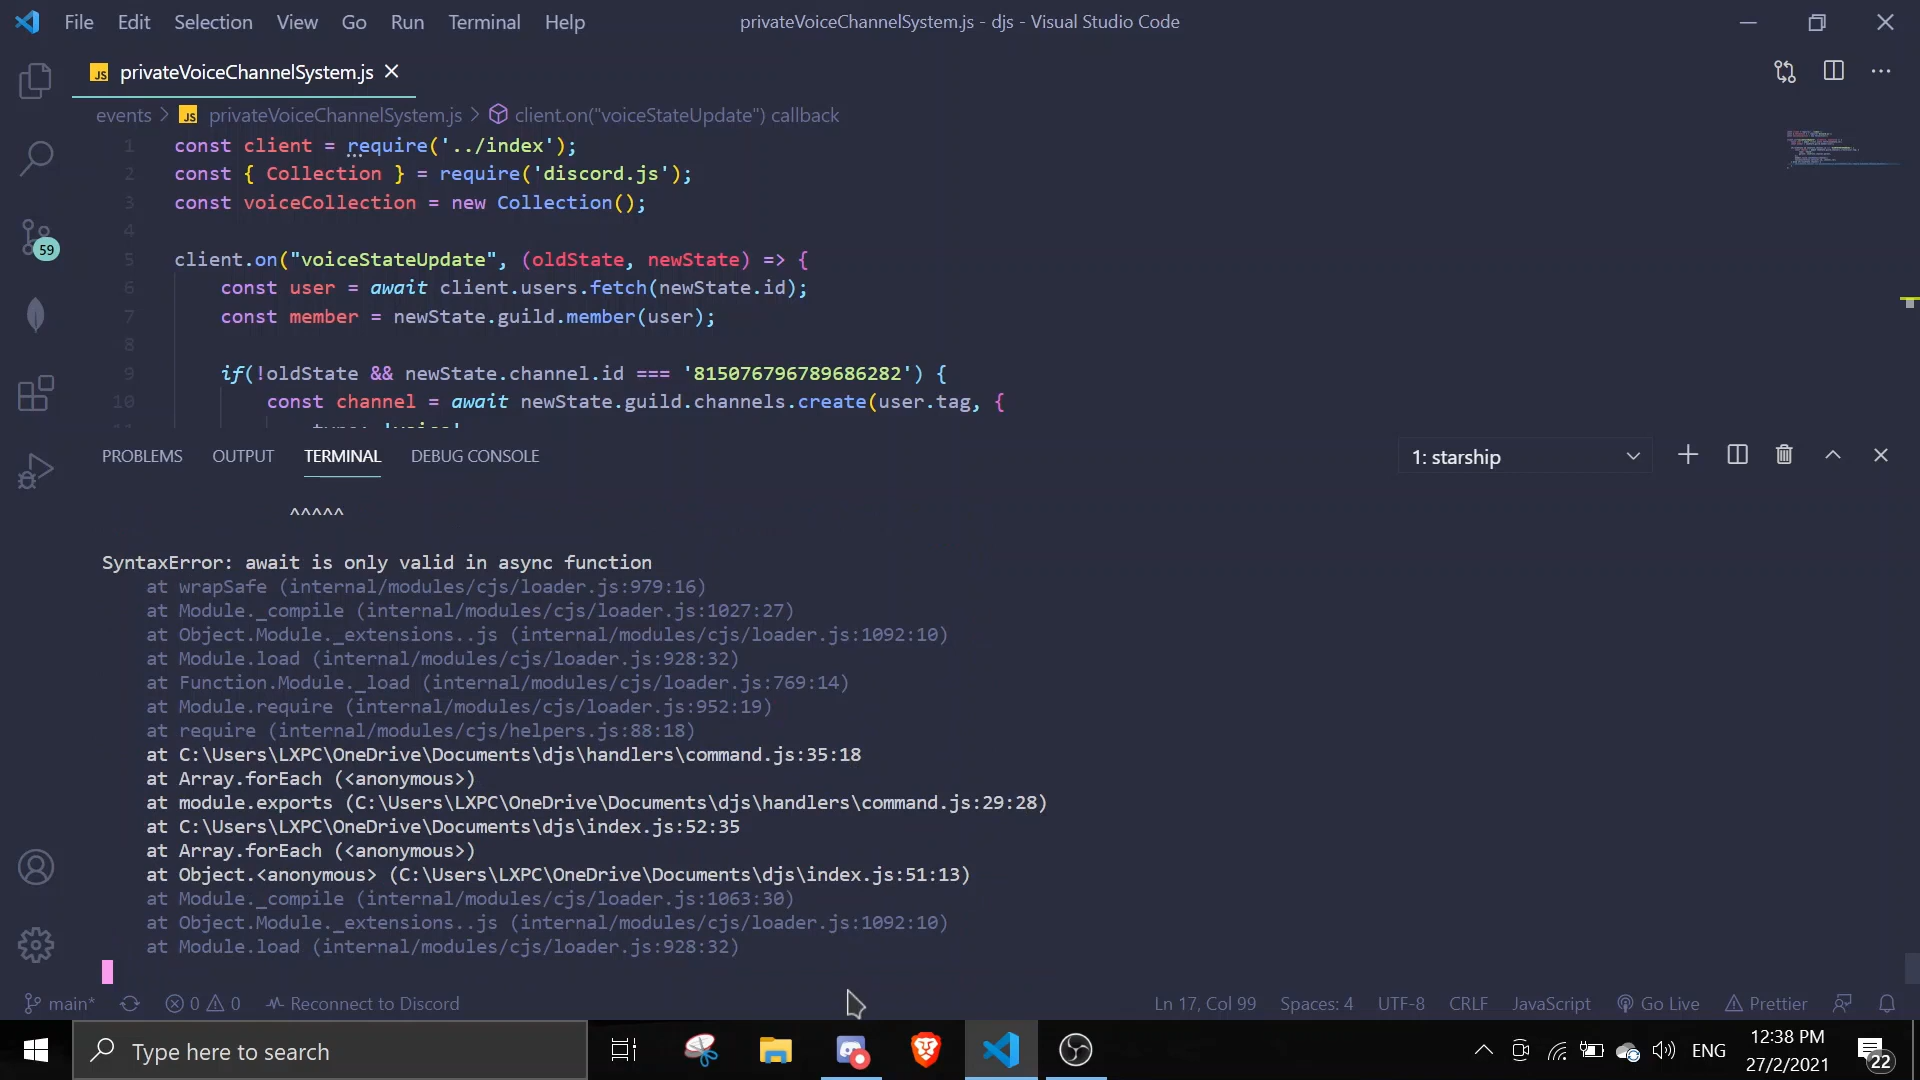 File Edit Selection View Go Run Terminal Help
privateVoiceChannelSystem.js - djs - Visual Studio Code
JS privateVoiceChannelSystem.js
events > JS privateVoiceChannelSystem.js > client.on("voiceStateUpdate") callback
1 const client = require('../index');
2 const { Collection } = require('discord.js');
3 const voiceCollection = new Collection();
4
5 client.on("voiceStateUpdate", (oldState, newState) => {
6 const user = await client.users.fetch(newState.id);
7 const member = newState.guild.member(user);
8
9 if(!oldState && newState.channel.id === '815076796789686282') {
10 const channel = await newState.guild.channels.create(user.tag, {
59
PROBLEMS OUTPUT TERMINAL DEBUG CONSOLE
1: starship
^^^^^
SyntaxError: await is only valid in async function
at wrapSafe (internal/modules/cjs/loader.js:979:16)
at Module._compile (internal/modules/cjs/loader.js:1027:27)
at Object.Module._extensions..js (internal/modules/cjs/loader.js:1092:10)
at Module.load (internal/modules/cjs/loader.js:928:32)
at Function.Module._load (internal/modules/cjs/loader.js:769:14)
at Module.require (internal/modules/cjs/loader.js:952:19)
at require (internal/modules/cjs/helpers.js:88:18)
at C:\Users\LXPC\OneDrive\Documents\djs\handlers\command.js:35:18
at Array.forEach (<anonymous>)
at module.exports (C:\Users\LXPC\OneDrive\Documents\djs\handlers\command.js:29:28)
at C:\Users\LXPC\OneDrive\Documents\djs\index.js:52:35
at Array.forEach (<anonymous>)
at Object.<anonymous> (C:\Users\LXPC\OneDrive\Documents\djs\index.js:51:13)
at Module._compile (internal/modules/cjs/loader.js:1063:30)
at Object.Module._extensions..js (internal/modules/cjs/loader.js:1092:10)
at Module.load (internal/modules/cjs/loader.js:928:32)
main* 0 0 Reconnect to Discord
Ln 17, Col 99 Spaces: 4 UTF-8 CRLF JavaScript Go Live Prettier
Type here to search
ENG
12:38 PM
27/2/2021
22